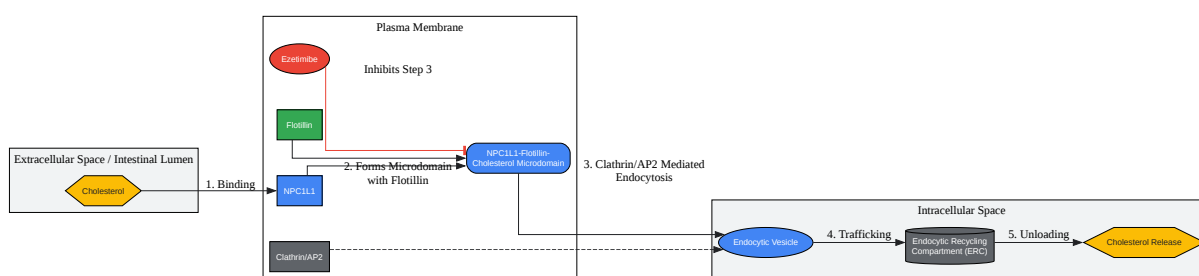 Plasma Membrane
Ezetimibe
Inhibits Step 3
Flotillin
Extracellular Space / Intestinal Lumen
Cholesterol
1. Binding
NPC1L1
2. Forms Microdomain
with Flotillin
NPC1L1-Flotillin-
Cholesterol Microdomain
3. Clathrin/AP2 Mediated
Endocytosis
Clathrin/AP2
Intracellular Space
Endocytic Vesicle
4. Trafficking
Endocytic Recycling
Compartment (ERC)
5. Unloading
Cholesterol Release